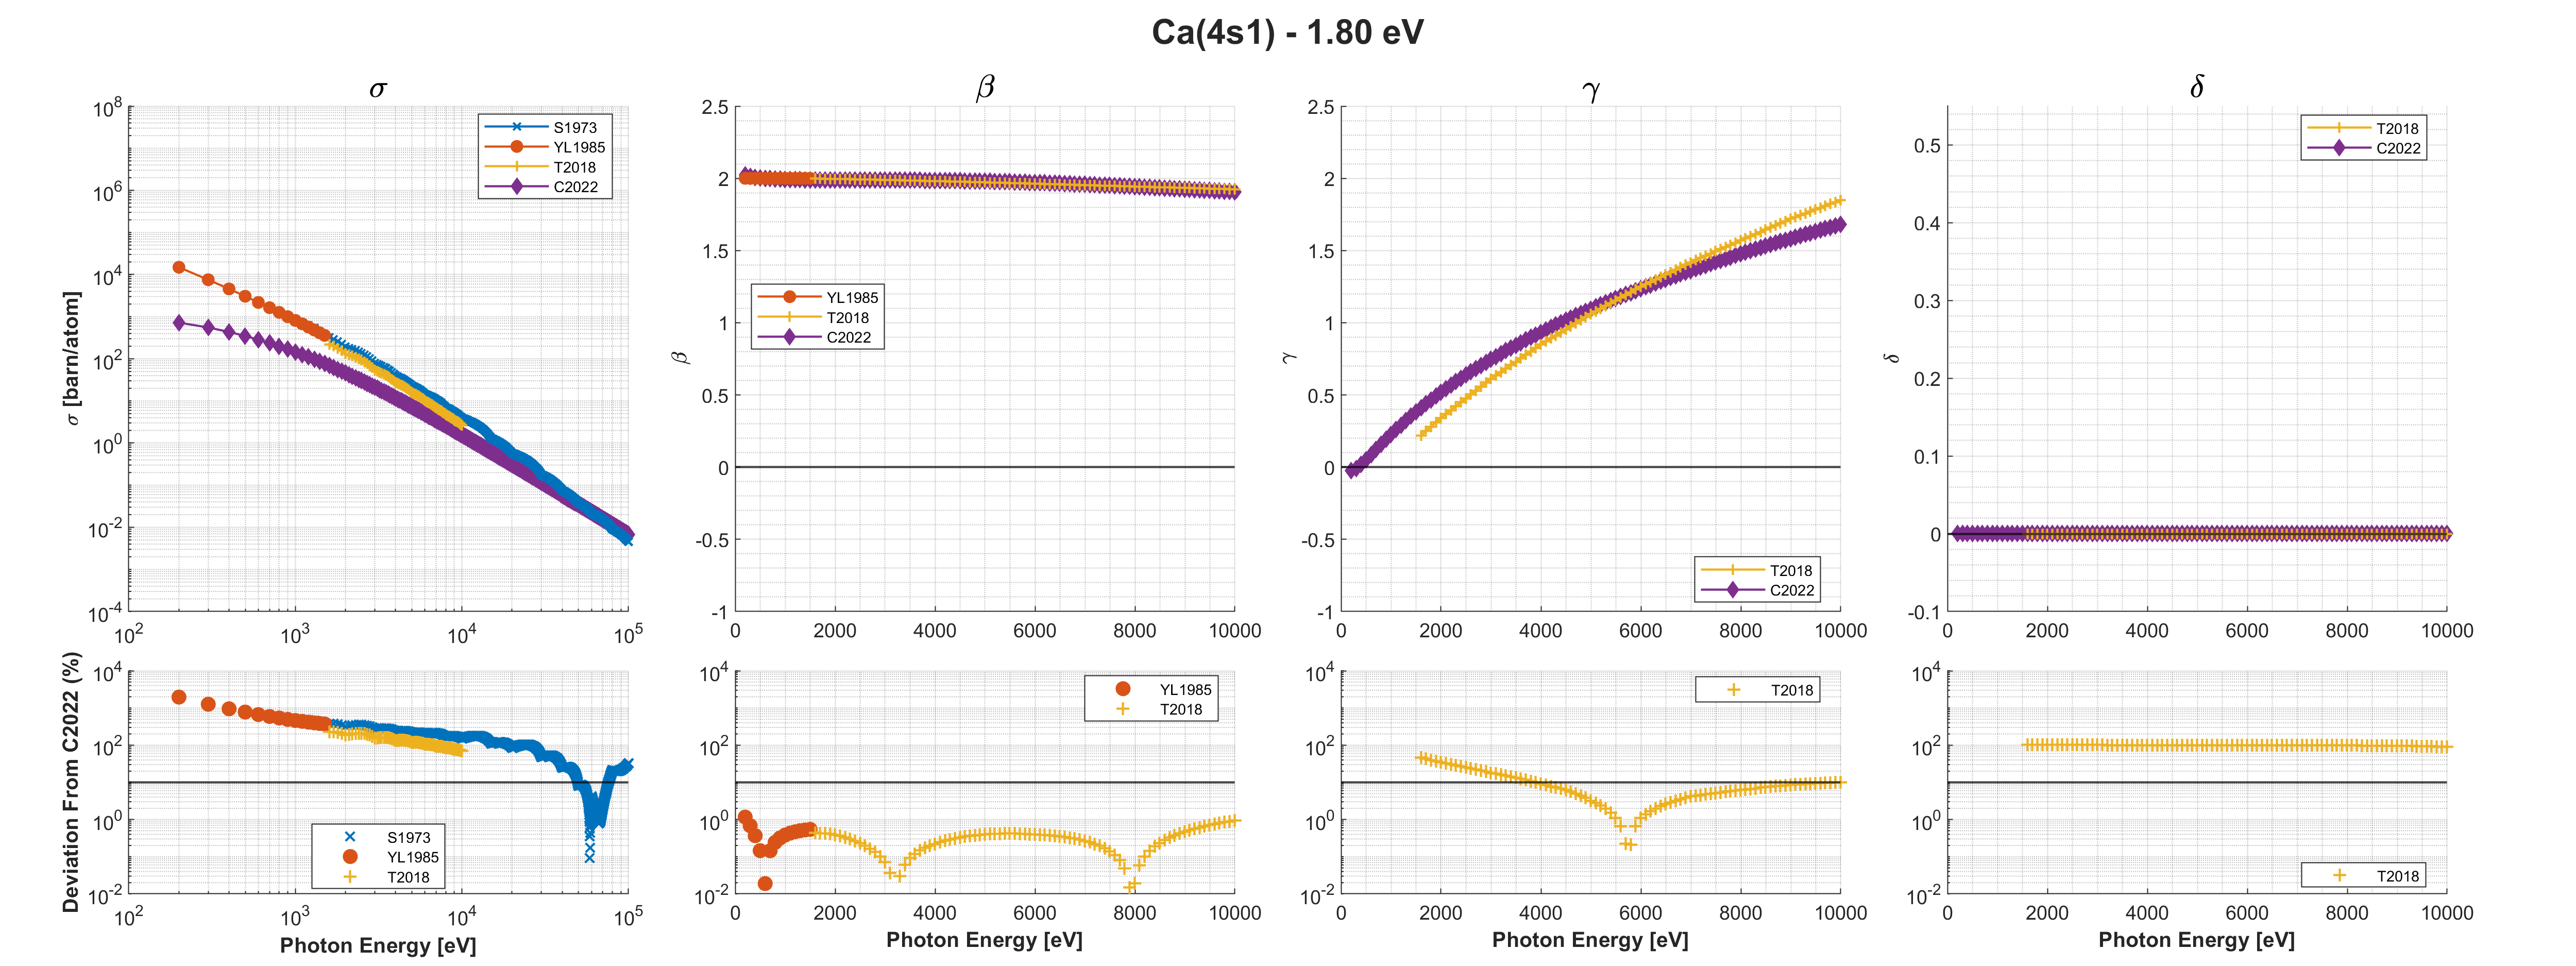 Ca(4s1) - 1.80 eV
σ
10^8
10^6
10^4
10^2
10^0
10^-2
10^-4
10^2
10^3
10^4
10^5
σ [barn/atom]
S1973
YL1985
T2018
C2022
β
2.5
2
1.5
1
0.5
0
-0.5
-1
0
2000
4000
6000
8000
10000
β
YL1985
T2018
C2022
γ
2.5
2
1.5
1
0.5
0
-0.5
-1
0
2000
4000
6000
8000
10000
γ
T2018
C2022
δ
0.5
0.4
0.3
0.2
0.1
0
-0.1
0
2000
4000
6000
8000
10000
δ
T2018
C2022
Deviation From C2022 (%)
10^4
10^2
10^0
10^-2
10^2
10^3
10^4
10^5
S1973
YL1985
T2018
Photon Energy [eV]
10^4
10^2
10^0
10^-2
0
2000
4000
6000
8000
10000
YL1985
T2018
Photon Energy [eV]
10^4
10^2
10^0
10^-2
0
2000
4000
6000
8000
10000
T2018
Photon Energy [eV]
10^4
10^2
10^0
10^-2
0
2000
4000
6000
8000
10000
T2018
Photon Energy [eV]